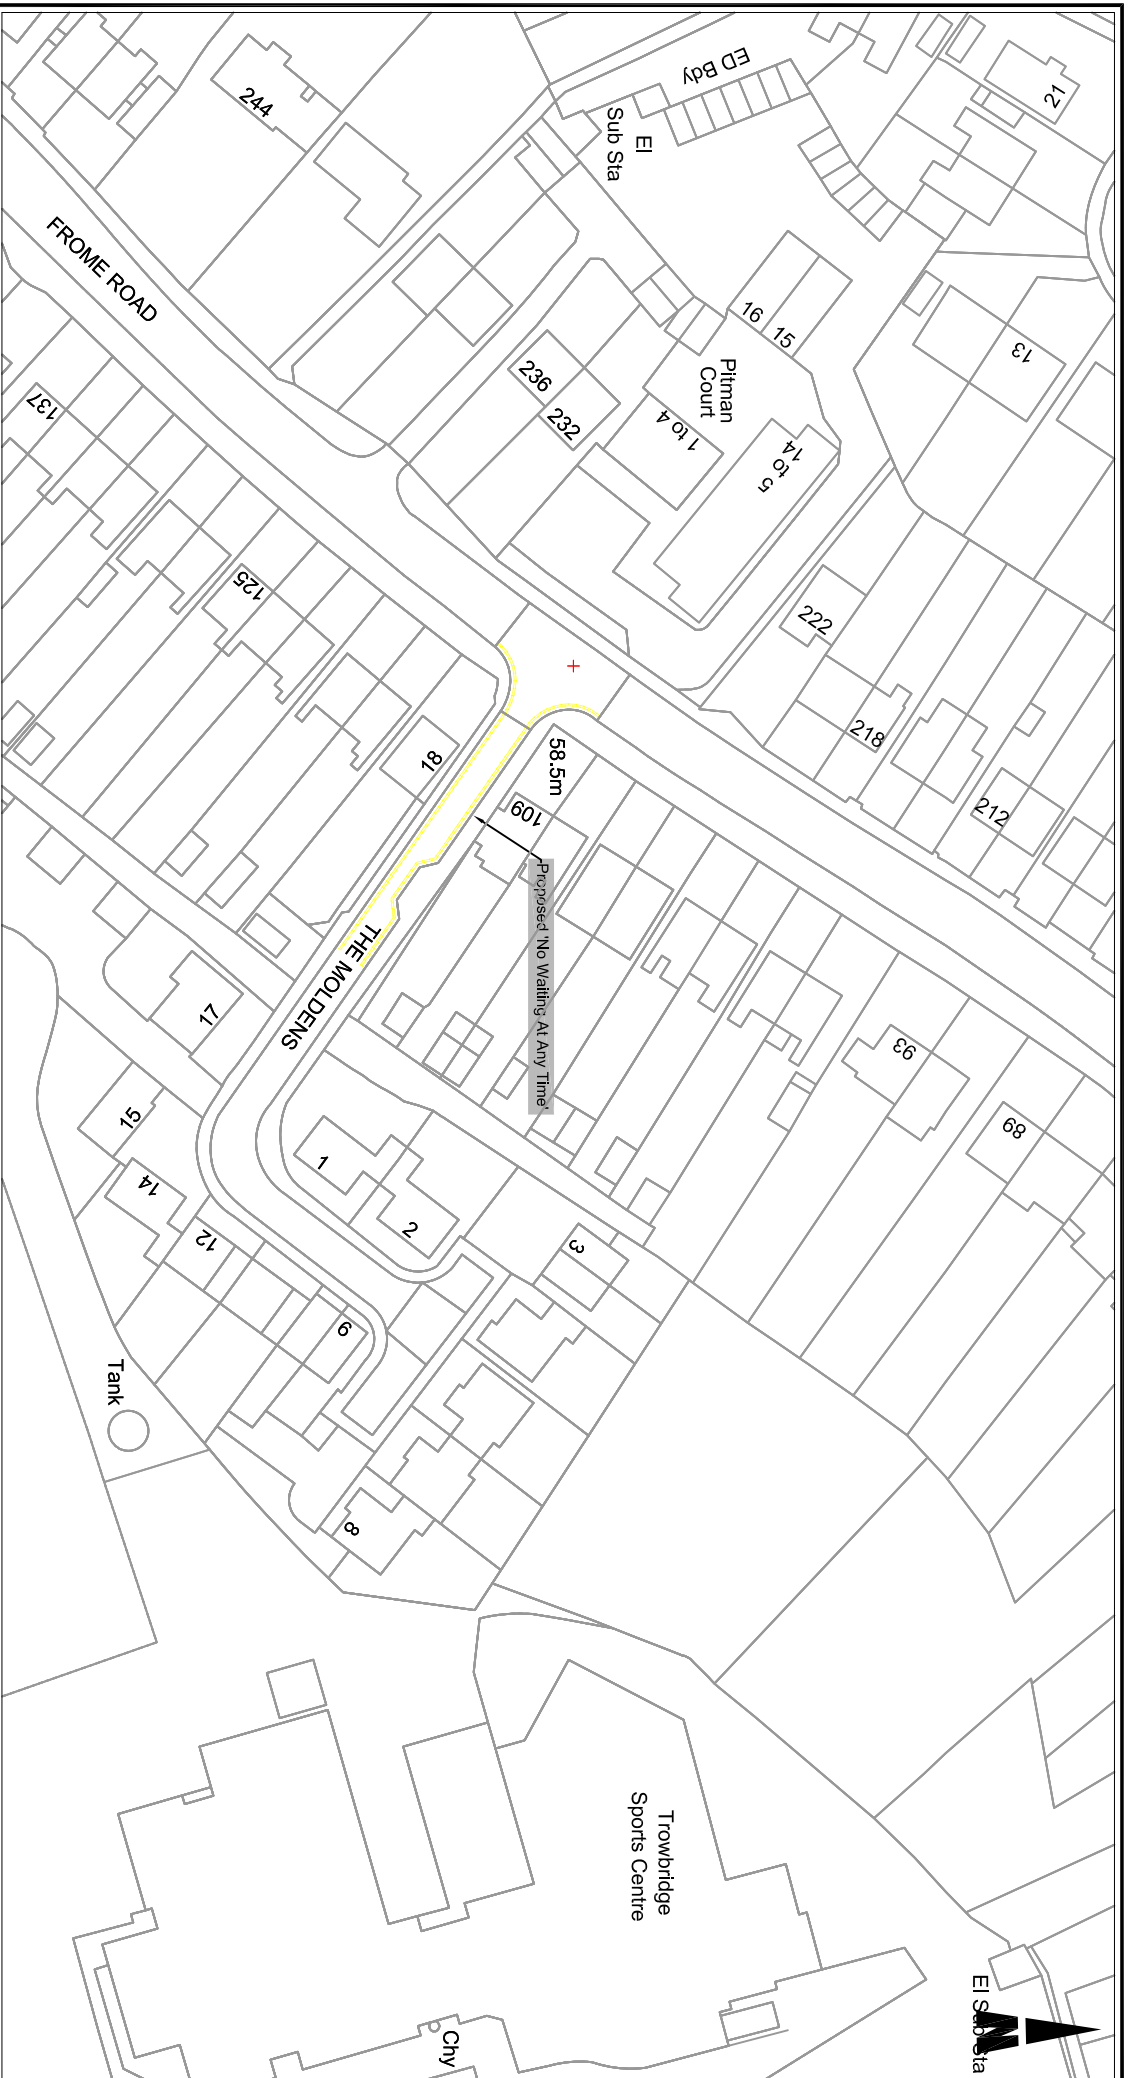 244
ED Bdy
El
Sub Sta
21
FROME ROAD
16
15
13
Pitman
Court
236
232
1 to 4
5
to
14
137
125
222
218
212
18
58.5m
109
Proposed 'No Waiting At Any Time'
THE MOLDENS
17
93
89
15
14
12
1
2
3
9
8
Tank
Trowbridge
Sports Centre
El Sub Sta
N
Chy